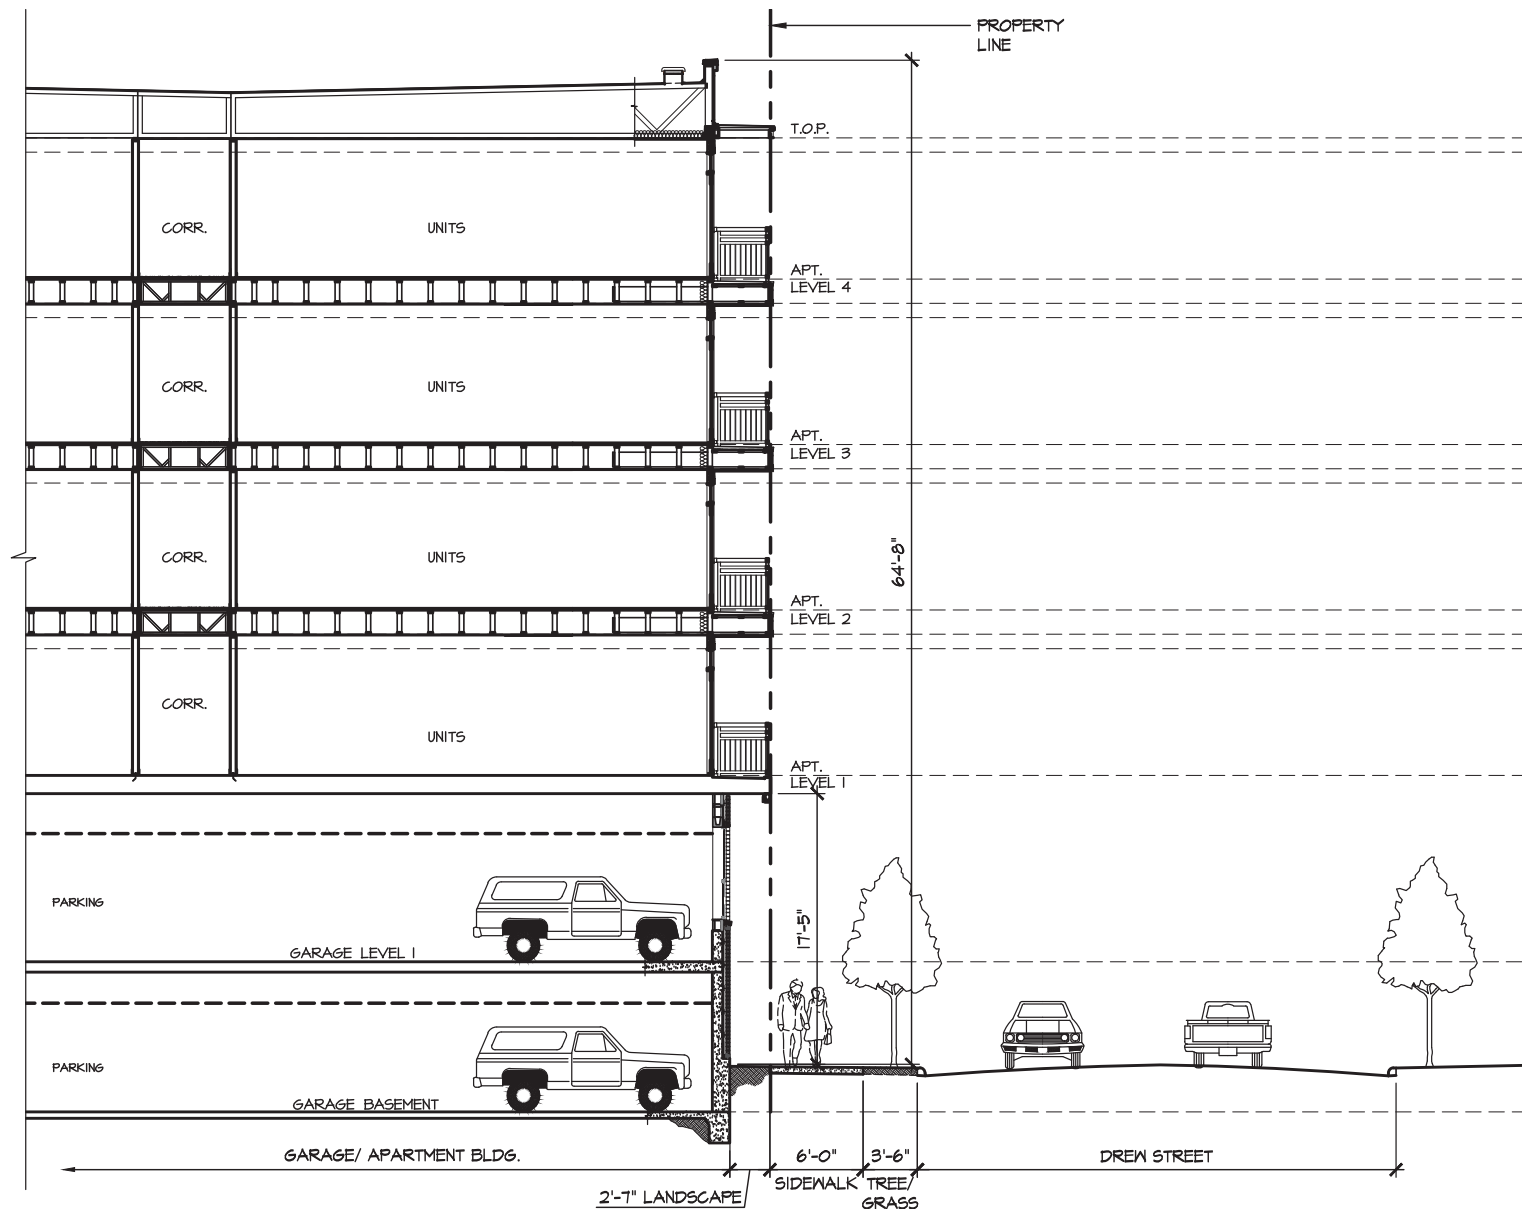 PROPERTY
LINE
T.O.P.
CORR.
UNITS
APT.
LEVEL 4
CORR.
UNITS
APT.
LEVEL 3
64'-8"
CORR.
UNITS
APT.
LEVEL 2
CORR.
UNITS
APT.
LEVEL 1
PARKING
17'-5"
GARAGE LEVEL 1
PARKING
GARAGE BASEMENT
GARAGE/ APARTMENT BLDG.
6'-0"
3'-6"
DREW STREET
2'-7" LANDSCAPE
SIDEWALK
TREE/
GRASS